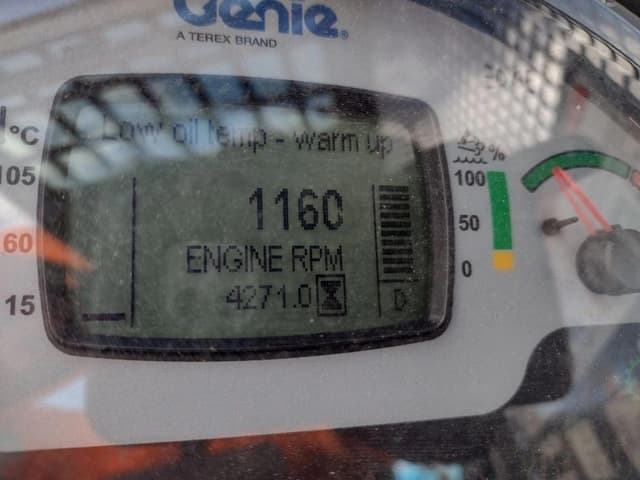 Genie®
A TEREX BRAND
Low oil temp - warm up
°C
105
60
15
1160
ENGINE RPM
4271.0
D
%
100
50
0